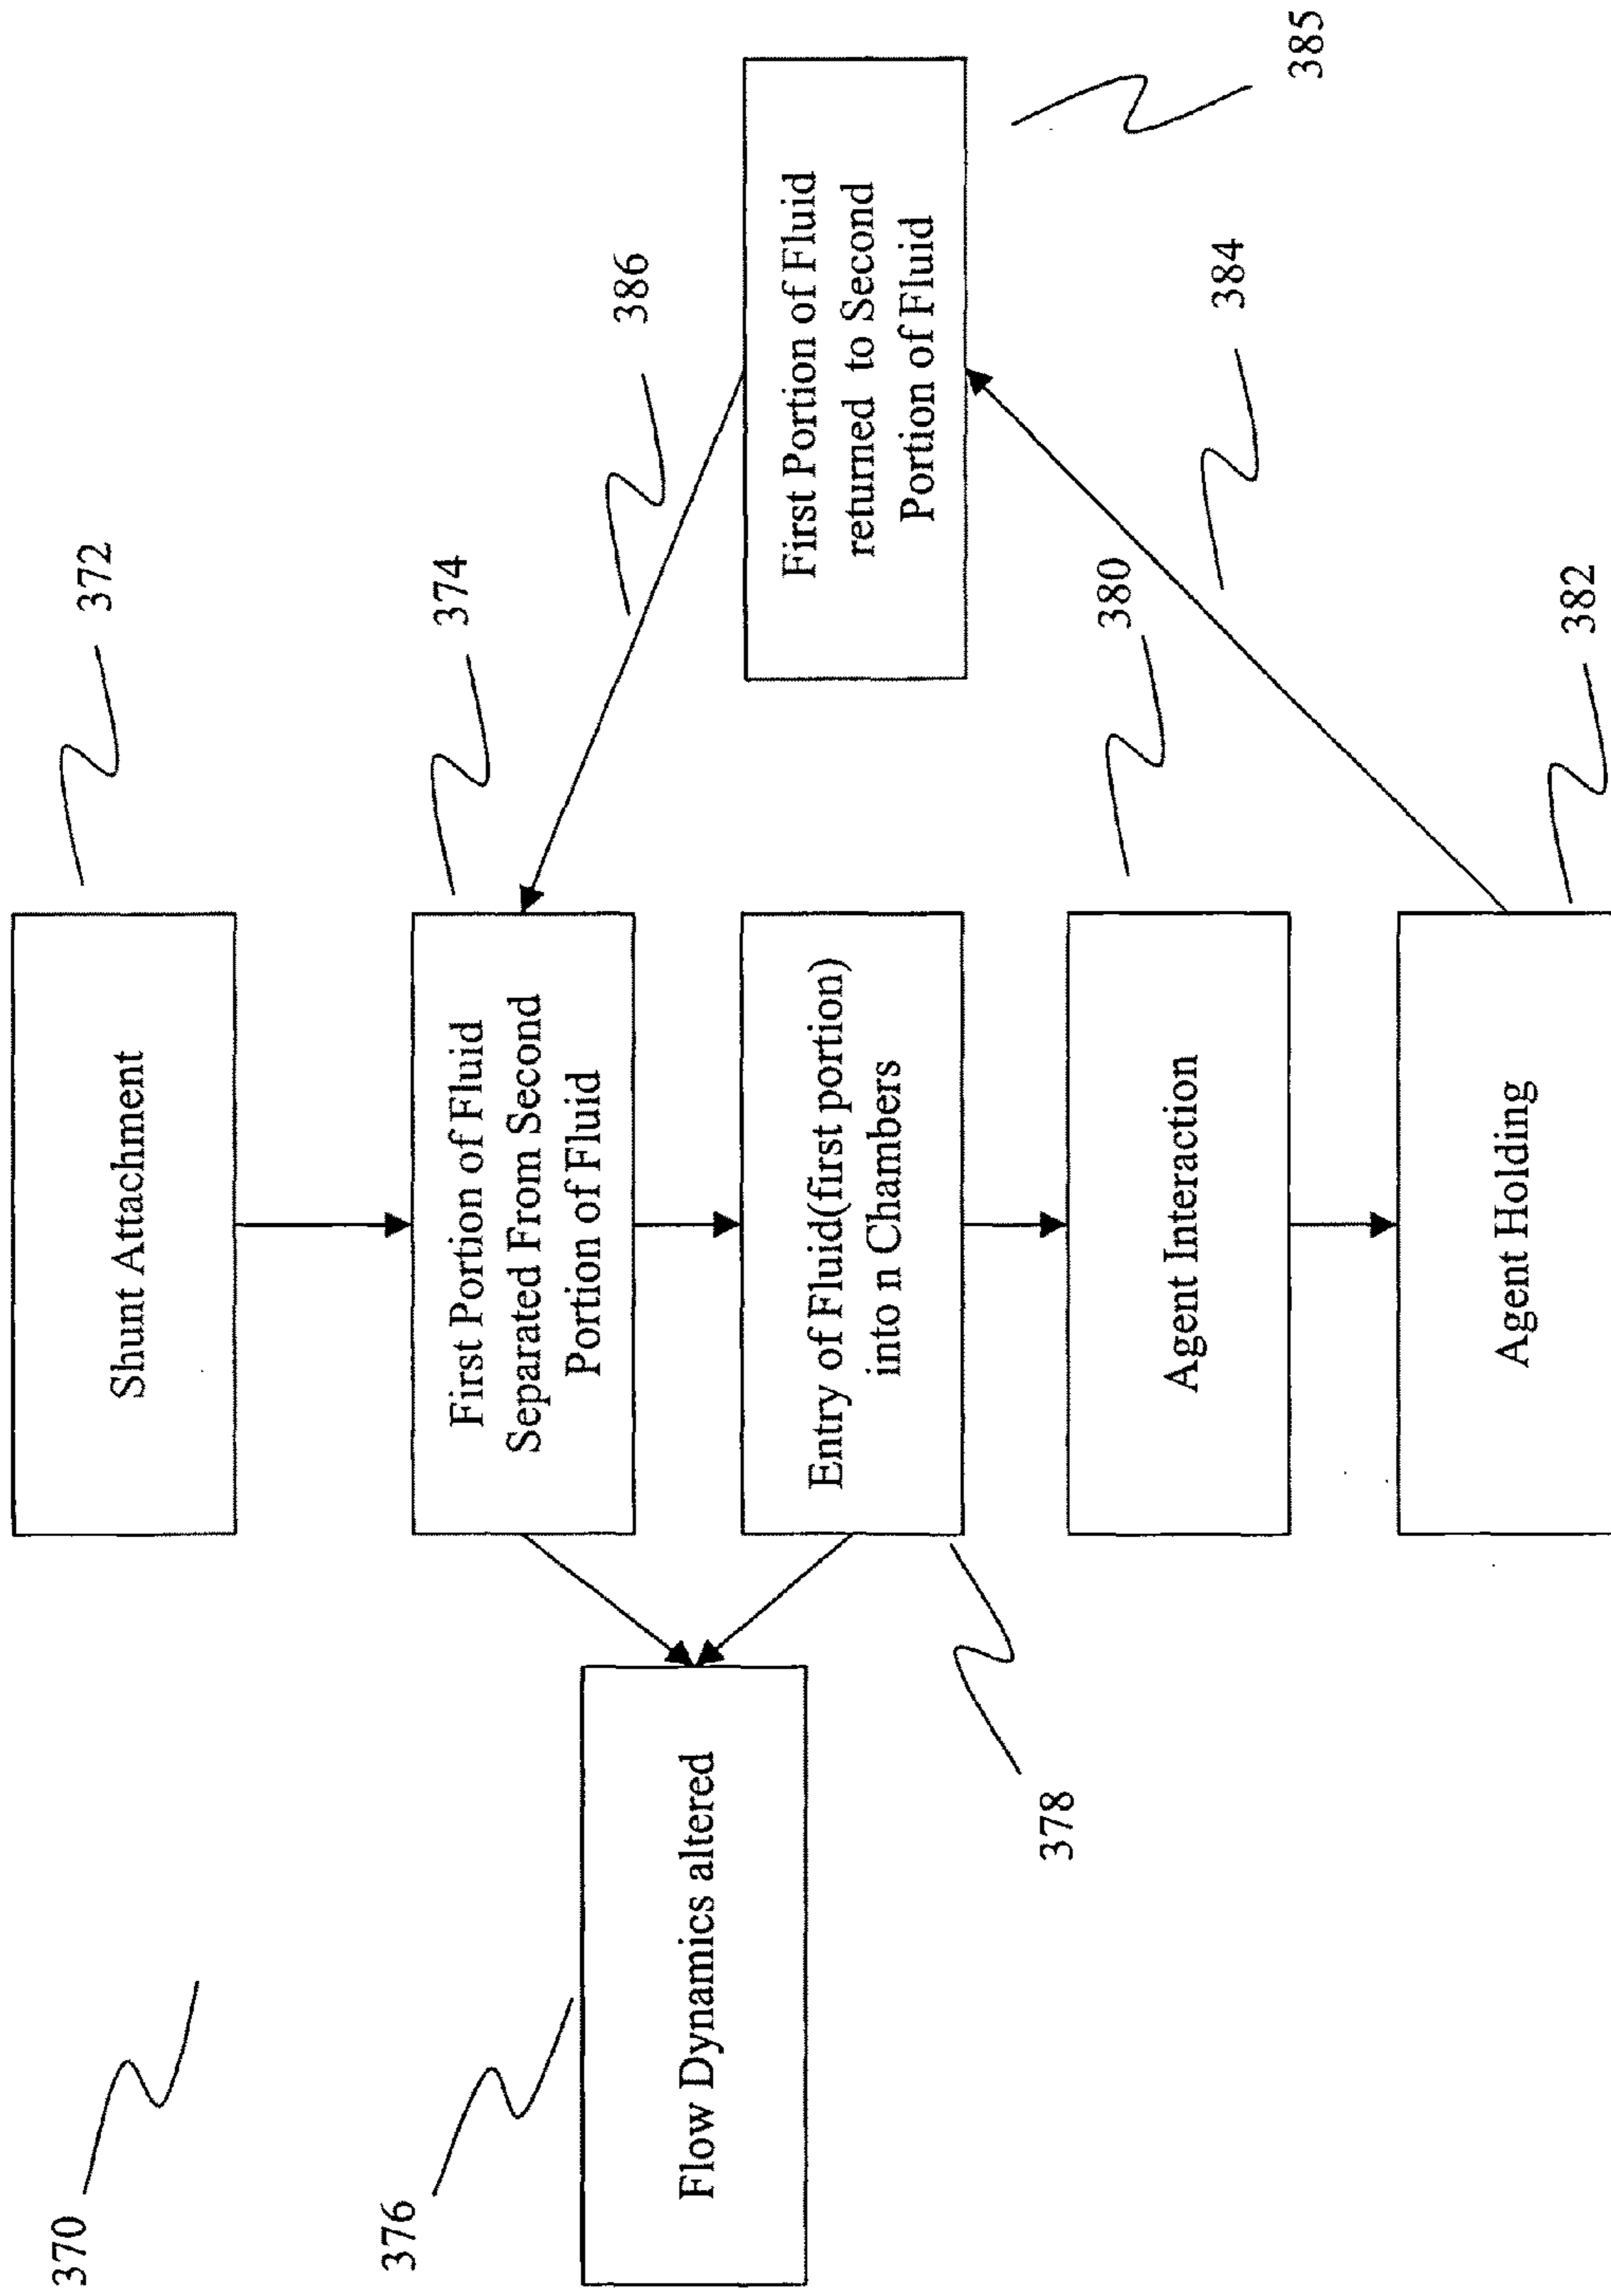 370
372
Shunt Attachment
376
374
First Portion of Fluid
Separated From Second
Portion of Fluid
386
Flow Dynamics altered
First Portion of Fluid
returned to Second
Portion of Fluid
385
Entry of Fluid(first portion)
into n Chambers
378
380
384
Agent Interaction
382
Agent Holding